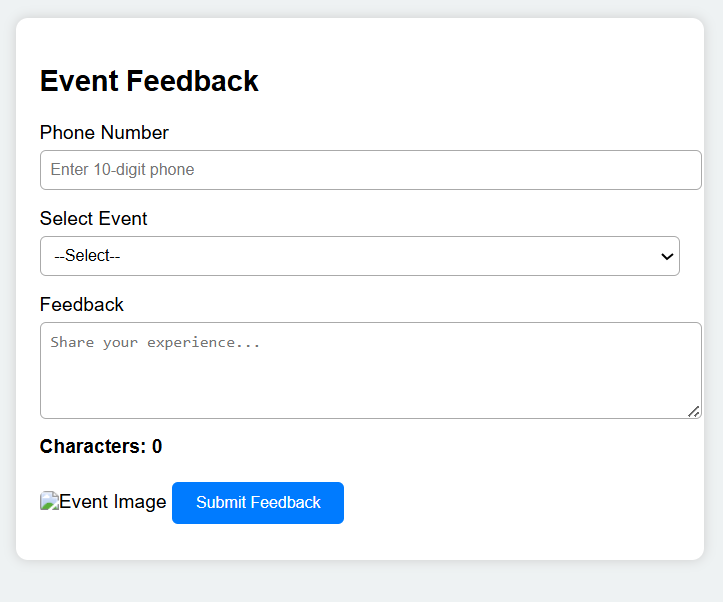 Event Feedback
Phone Number
Enter 10-digit phone
Select Event
--Select--
Feedback
Share your experience...
Characters: 0
Event Image Submit Feedback